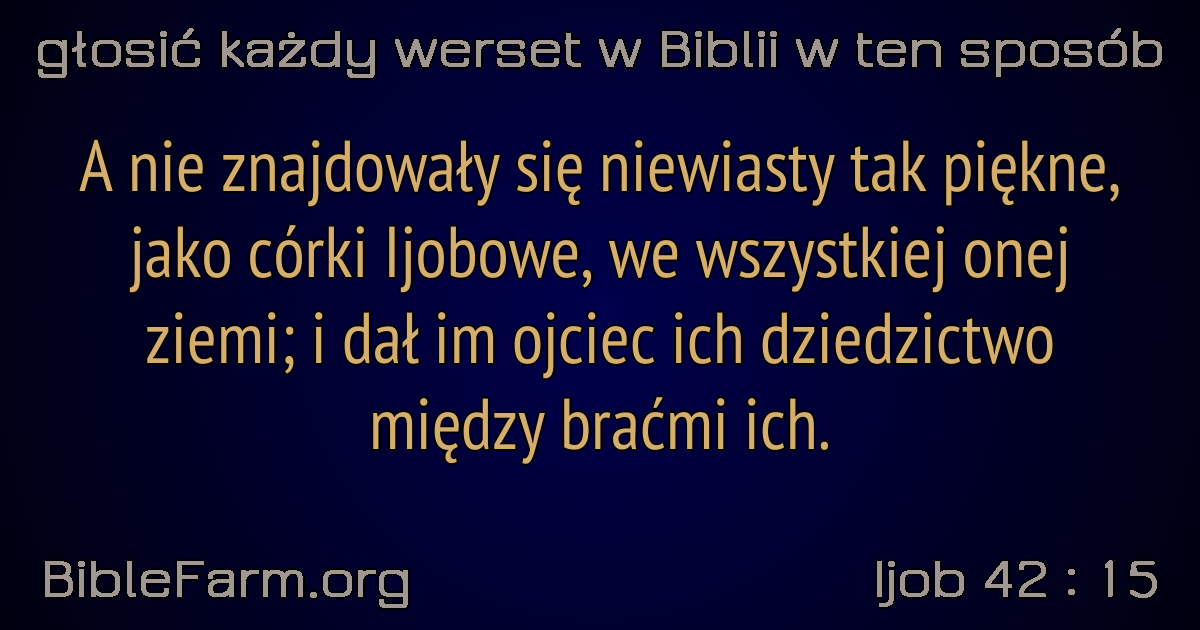 głosić każdy werset w Biblii w ten sposób
A nie znajdowały się niewiasty tak piękne,
jako córki Ijobowe, we wszystkiej onej
ziemi; i dał im ojciec ich dziedzictwo
między braćmi ich.
BibleFarm.org
Ijob 42 : 15